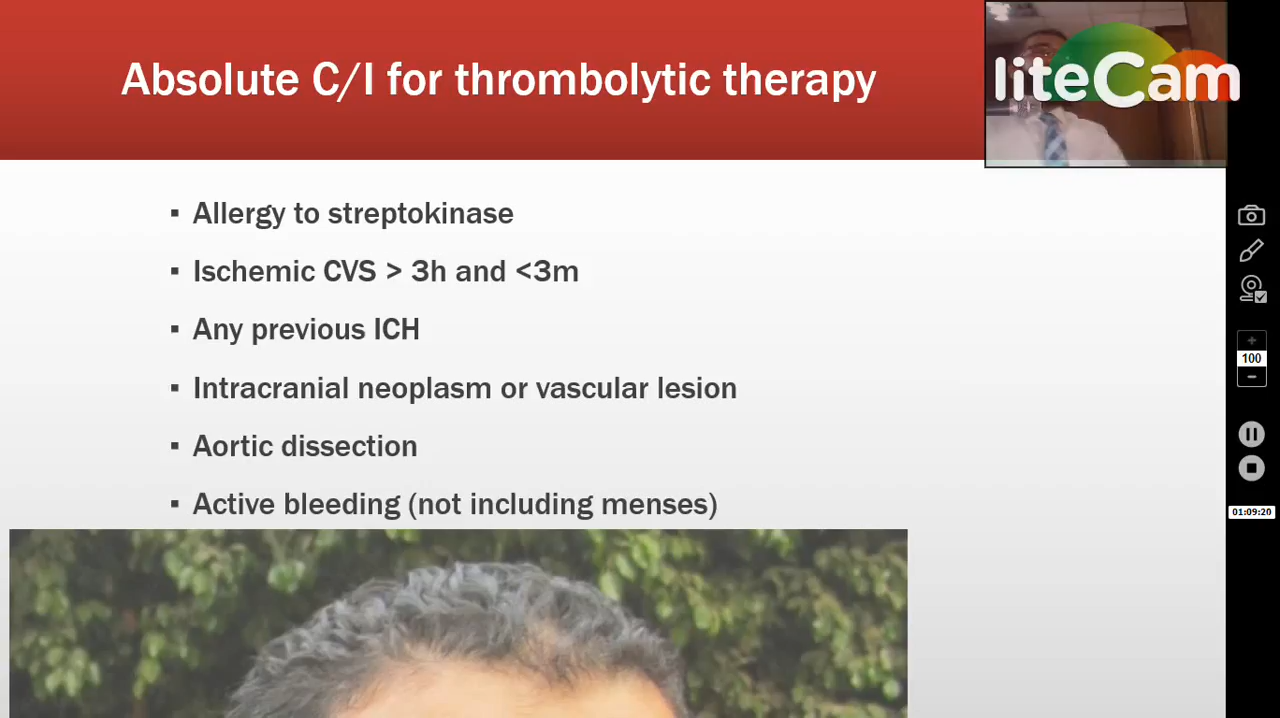 Absolute C/I for thrombolytic therapy
liteCam
▪ Allergy to streptokinase
▪ Ischemic CVS > 3h and <3m
▪ Any previous ICH
▪ Intracranial neoplasm or vascular lesion
▪ Aortic dissection
▪ Active bleeding (not including menses)
100
01:09:20